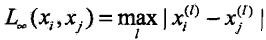 L∞(xᵢ, xⱼ) = max_l | xᵢ^(l) − xⱼ^(l) |